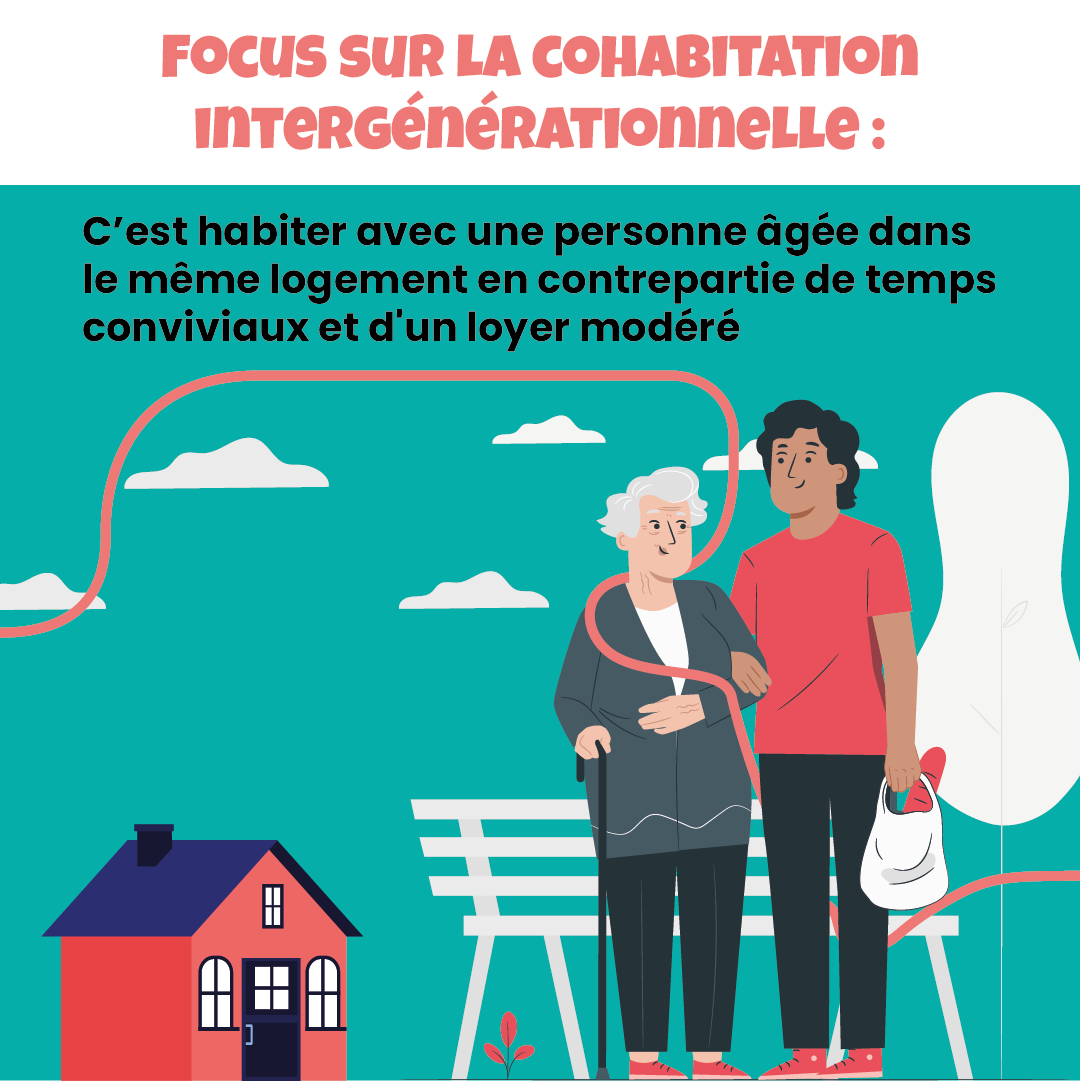 Focus sur la cohabitation
intergénérationnelle :
C’est habiter avec une personne âgée dans
le même logement en contrepartie de temps
conviviaux et d'un loyer modéré